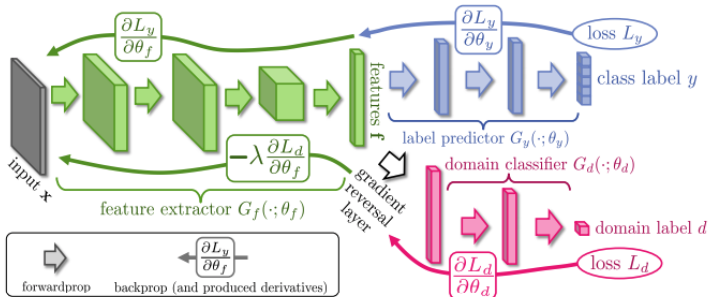 ∂L_y/∂θ_f
∂L_y/∂θ_y
loss L_y
input x
features f
class label y
label predictor G_y(·; θ_y)
−λ ∂L_d/∂θ_f
feature extractor G_f(·; θ_f)
gradient
reversal
layer
domain classifier G_d(·; θ_d)
domain label d
∂L_d/∂θ_d
loss L_d
forwardprop
∂L_y/∂θ_f
backprop (and produced derivatives)